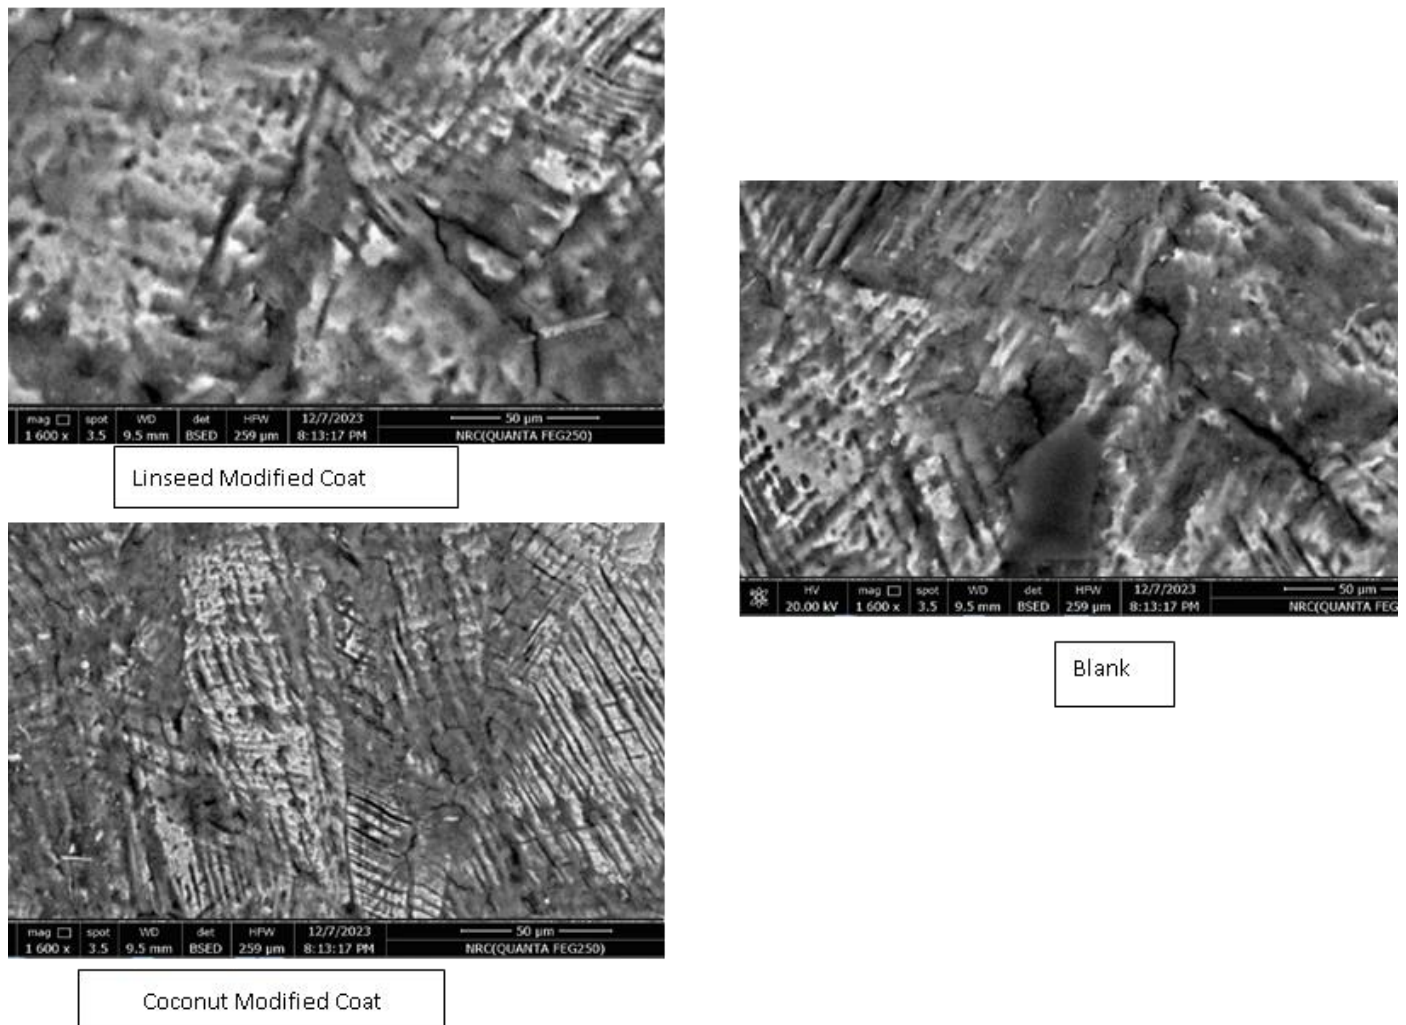 mag spot WD det HFW 12/7/2023 50 µm
1 600 x 3.5 9.5 mm BSED 259 µm 8:13:17 PM NRC(QUANTA FEG250)
Linseed Modified Coat
HV mag spot WD det HFW 12/7/2023 50 µm
20.00 kV 1 600 x 3.5 9.5 mm BSED 259 µm 8:13:17 PM NRC(QUANTA FEG
Blank
mag spot WD det HFW 12/7/2023 50 µm
1 600 x 3.5 9.5 mm BSED 259 µm 8:13:17 PM NRC(QUANTA FEG250)
Coconut Modified Coat